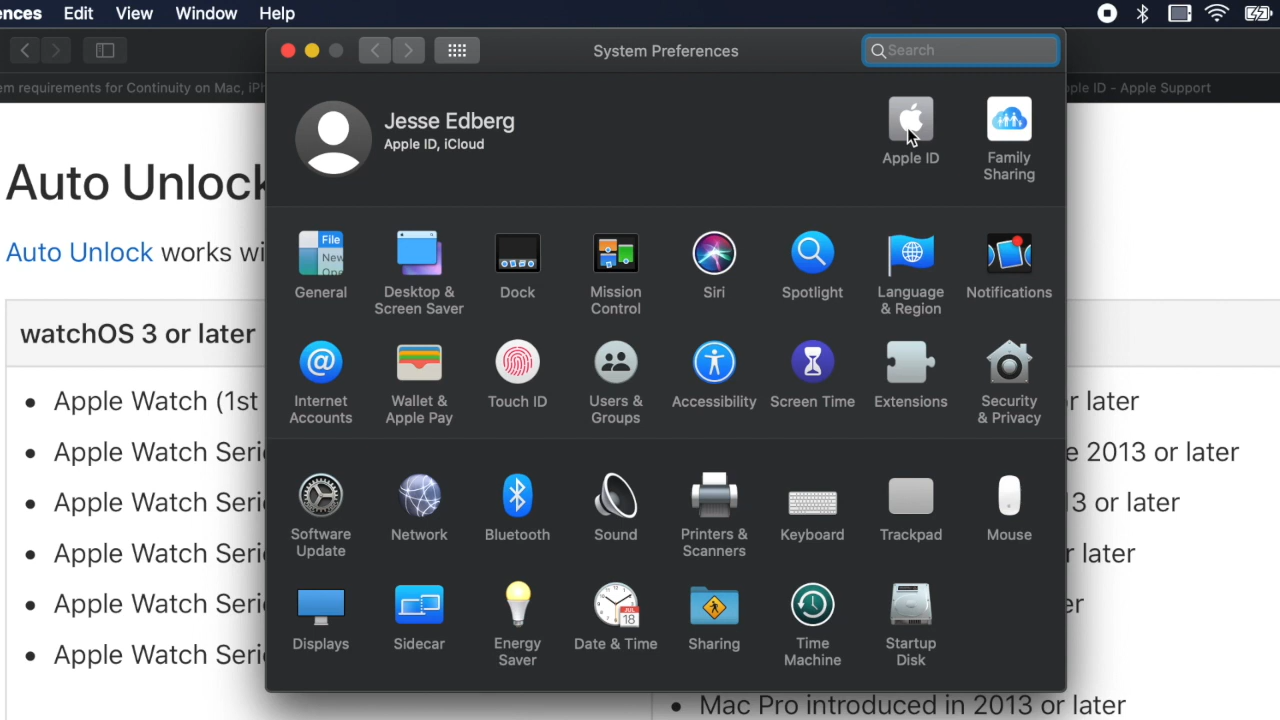 ences Edit View Window Help
System Preferences
Search
em requirements for Continuity on Mac, iPh
ple ID - Apple Support
Jesse Edberg
Apple ID, iCloud
Apple ID
Family
Sharing
Auto Unlock
Auto Unlock works wi
watchOS 3 or later
Apple Watch (1st
Apple Watch Seri
Apple Watch Seri
Apple Watch Seri
Apple Watch Seri
Apple Watch Seri
File
New
Ope
General
Desktop &
Screen Saver
Dock
Mission
Control
Siri
Spotlight
Language
& Region
Notifications
Internet
Accounts
Wallet &
Apple Pay
Touch ID
Users &
Groups
Accessibility
Screen Time
Extensions
Security
& Privacy
Software
Update
Network
Bluetooth
Sound
Printers &
Scanners
Keyboard
Trackpad
Mouse
Displays
Sidecar
Energy
Saver
JUL
18
Date & Time
Sharing
Time
Machine
Startup
Disk
r later
e 2013 or later
13 or later
r later
er
Mac Pro introduced in 2013 or later